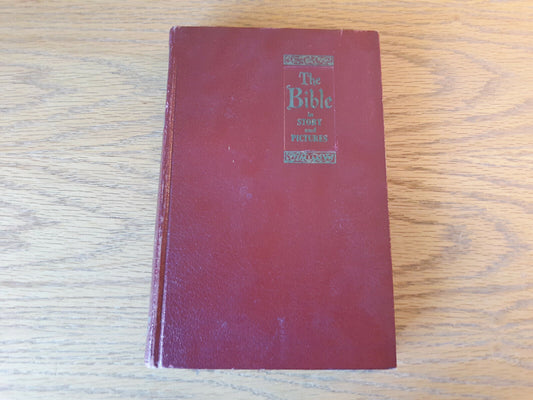 The
Bible
in
STORY
and
PICTURES